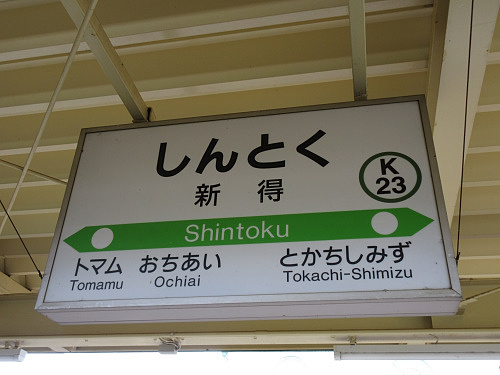 しんとく
新得
K
23
Shintoku
トマム おちあい とかちしみず
Tomamu Ochiai Tokachi-Shimizu